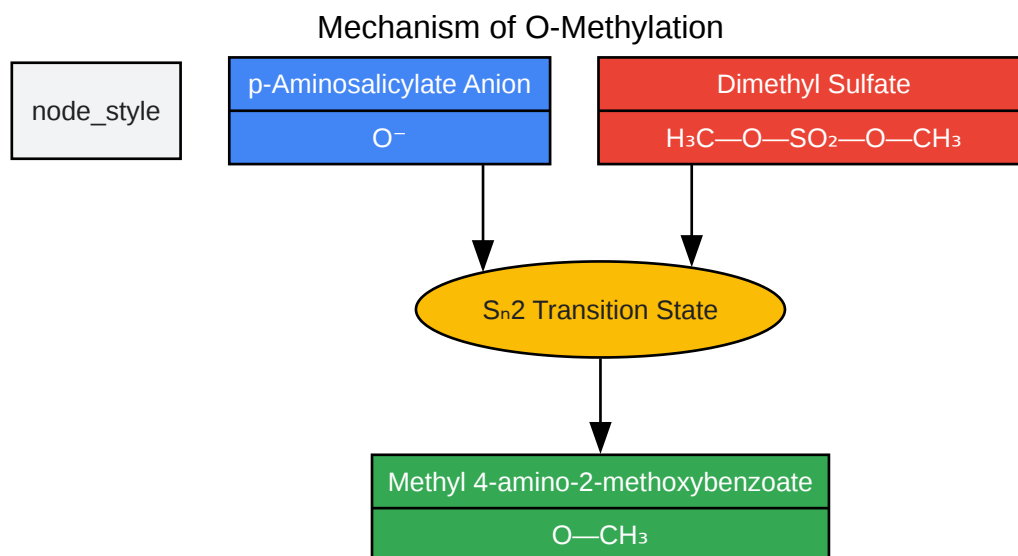 Mechanism of O-Methylation
node_style
p-Aminosalicylate Anion
O⁻
Dimethyl Sulfate
H₃C—O—SO₂—O—CH₃
Sₙ2 Transition State
Methyl 4-amino-2-methoxybenzoate
O—CH₃